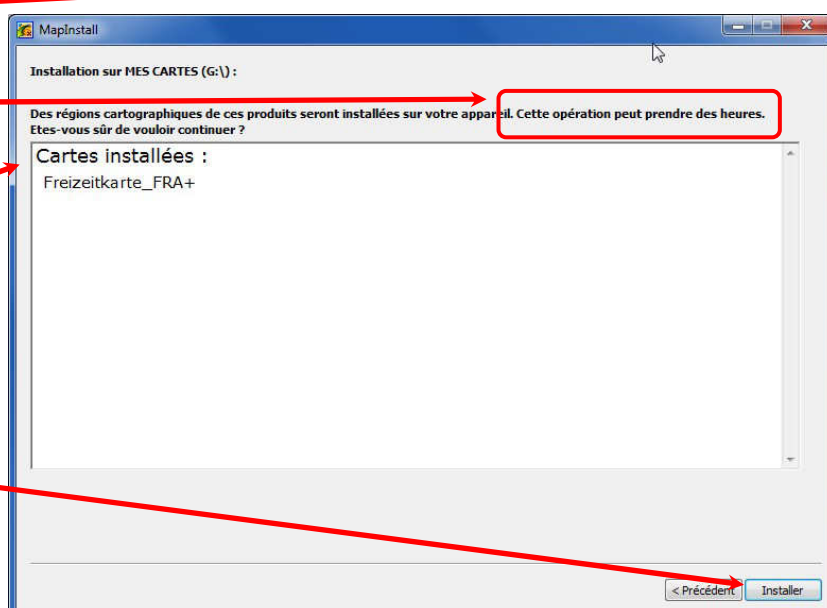 MapInstall
Installation sur MES CARTES (G:\) :
Des régions cartographiques de ces produits seront installées sur votre appareil. Cette opération peut prendre des heures.
Etes-vous sûr de vouloir continuer ?
Cartes installées :
Freizeitkarte_FRA+
< Précédent Installer